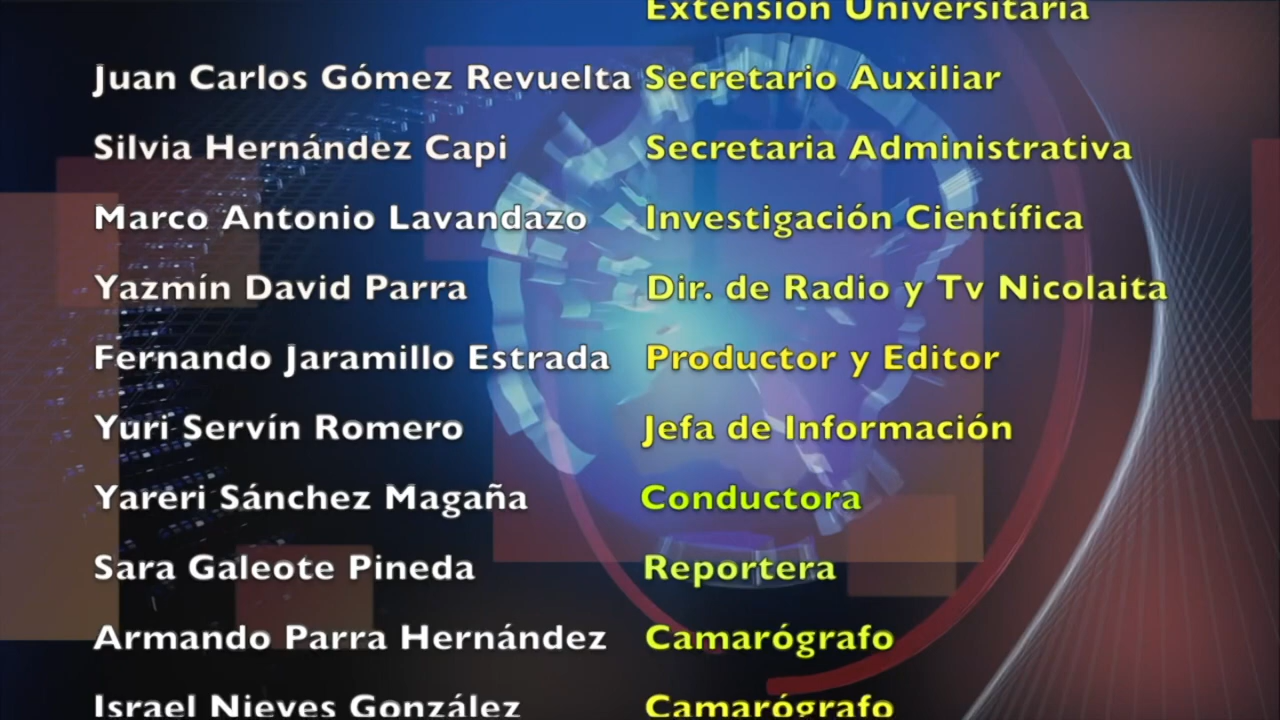 Extensión Universitaria
Juan Carlos Gómez Revuelta Secretario Auxiliar
Silvia Hernández Capi Secretaria Administrativa
Marco Antonio Lavandazo Investigación Científica
Yazmín David Parra Dir. de Radio y Tv Nicolaita
Fernando Jaramillo Estrada Productor y Editor
Yuri Servín Romero Jefa de Información
Yareri Sánchez Magaña Conductora
Sara Galeote Pineda Reportera
Armando Parra Hernández Camarógrafo
Israel Nieves González Camarógrafo